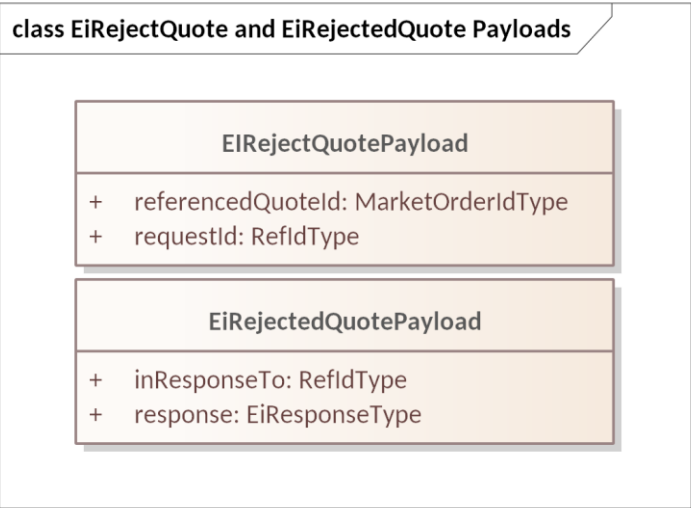 class EiRejectQuote and EiRejectedQuote Payloads
EIRejectQuotePayload
+ referencedQuoteId: MarketOrderIdType
+ requestId: RefIdType
EiRejectedQuotePayload
+ inResponseTo: RefIdType
+ response: EiResponseType